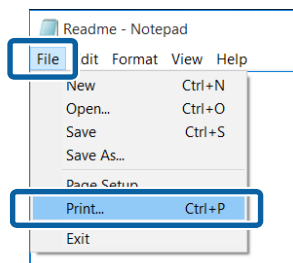 Readme - Notepad
File dit Format View Help
New Ctrl+N
Open... Ctrl+O
Save Ctrl+S
Save As...
Page Setup
Print... Ctrl+P
Exit